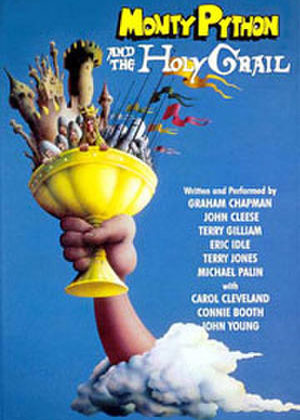 MONTY PYTHON
AND THE HOLY GRAIL
Written and Performed by
GRAHAM CHAPMAN
JOHN CLEESE
TERRY GILLIAM
ERIC IDLE
TERRY JONES
MICHAEL PALIN
with
CAROL CLEVELAND
CONNIE BOOTH
JOHN YOUNG